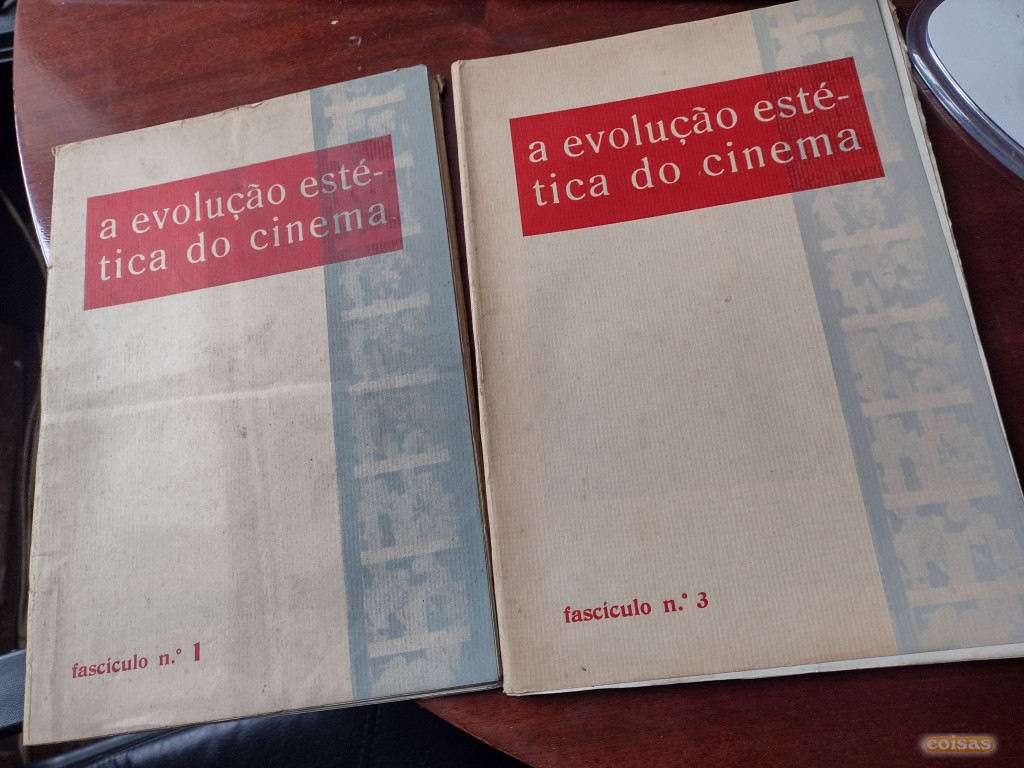 a evolução esté-
tica do cinema
fascículo n.º 1
a evolução esté-
tica do cinema
fascículo n.º 3
coisas